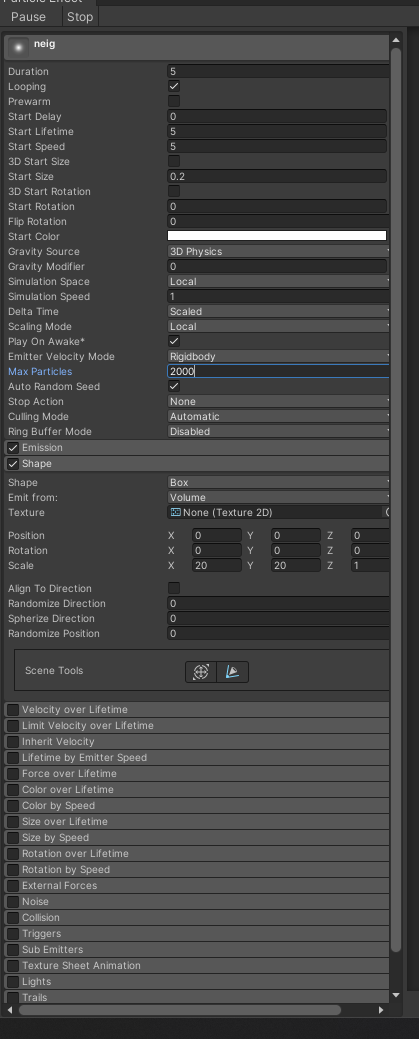 Particle Effect
Pause Stop
neig
Duration 5
Looping
Prewarm
Start Delay 0
Start Lifetime 5
Start Speed 5
3D Start Size
Start Size 0.2
3D Start Rotation
Start Rotation 0
Flip Rotation 0
Start Color
Gravity Source 3D Physics
Gravity Modifier 0
Simulation Space Local
Simulation Speed 1
Delta Time Scaled
Scaling Mode Local
Play On Awake*
Emitter Velocity Mode Rigidbody
Max Particles 2000
Auto Random Seed
Stop Action None
Culling Mode Automatic
Ring Buffer Mode Disabled
Emission
Shape
Shape Box
Emit from: Volume
Texture None (Texture 2D)
Position X 0 Y 0 Z 0
Rotation X 0 Y 0 Z 0
Scale X 20 Y 20 Z 1
Align To Direction
Randomize Direction 0
Spherize Direction 0
Randomize Position 0
Scene Tools
Velocity over Lifetime
Limit Velocity over Lifetime
Inherit Velocity
Lifetime by Emitter Speed
Force over Lifetime
Color over Lifetime
Color by Speed
Size over Lifetime
Size by Speed
Rotation over Lifetime
Rotation by Speed
External Forces
Noise
Collision
Triggers
Sub Emitters
Texture Sheet Animation
Lights
Trails